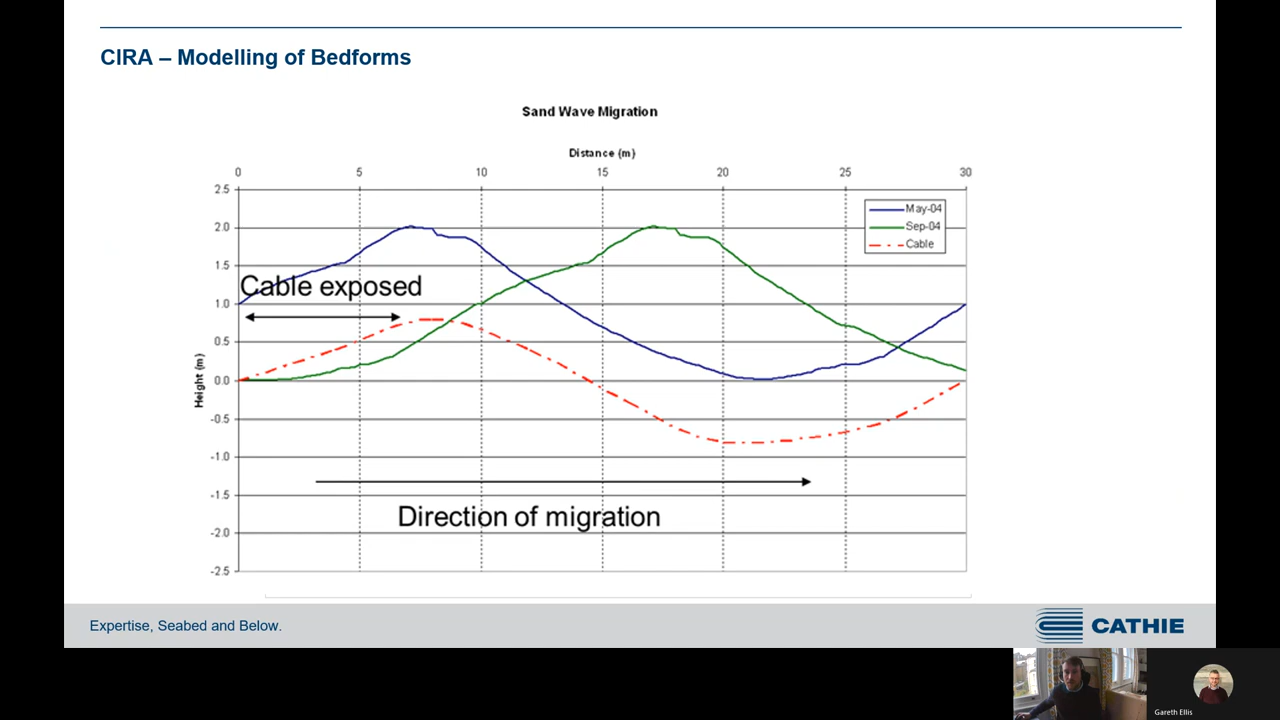 CIRA – Modelling of Bedforms
Sand Wave Migration
Distance (m)
0 5 10 15 20 25 30
Height (m)
2.5
2.0
1.5
1.0
0.5
0.0
-0.5
-1.0
-1.5
-2.0
-2.5
May-04
Sep-04
Cable
Cable exposed
Direction of migration
Expertise, Seabed and Below.
CATHIE
Gareth Ellis